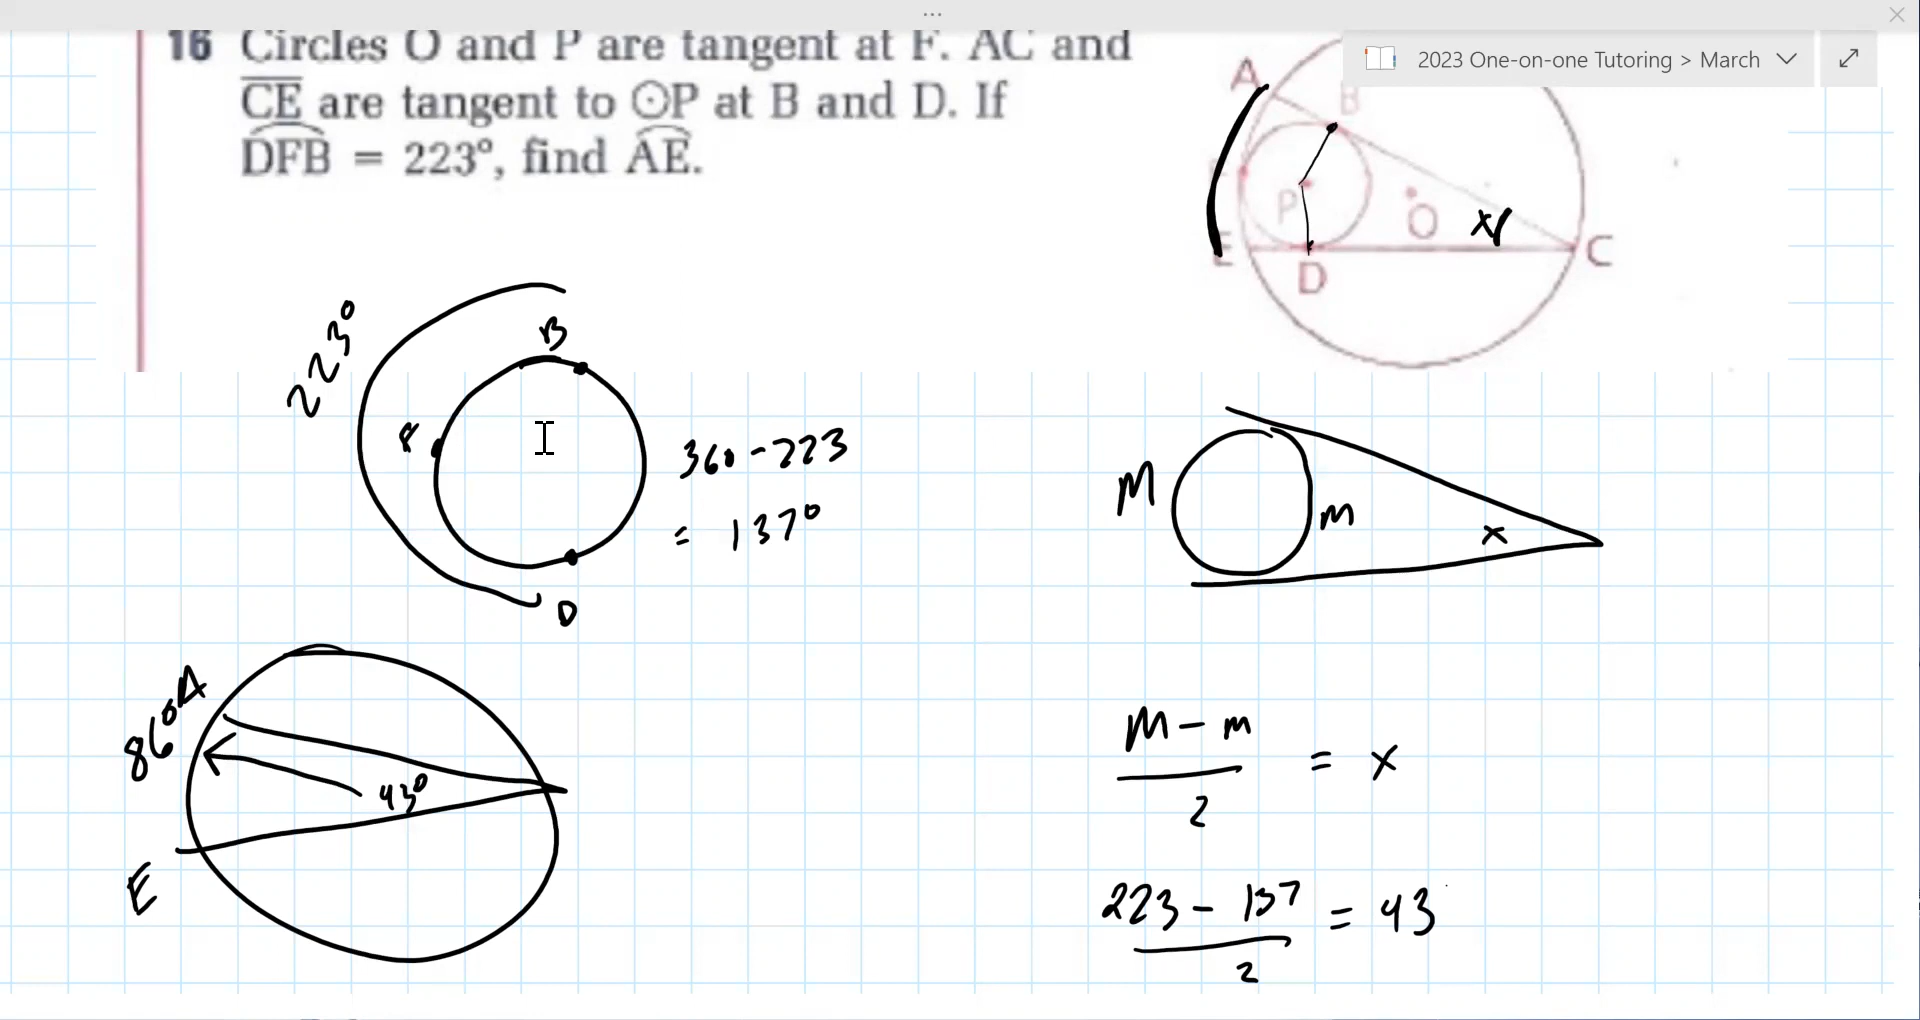 16 Circles O and P are tangent at F. AC and
CE are tangent to ⊙P at B and D. If
DFB = 223°, find AE.
2023 One-on-one Tutoring > March
A
B
P
O
x
E
D
C
223°
B
F
360-223
= 137°
D
M
m
x
86°
A
43°
E
M - m
2
= x
223 - 137
2
= 43